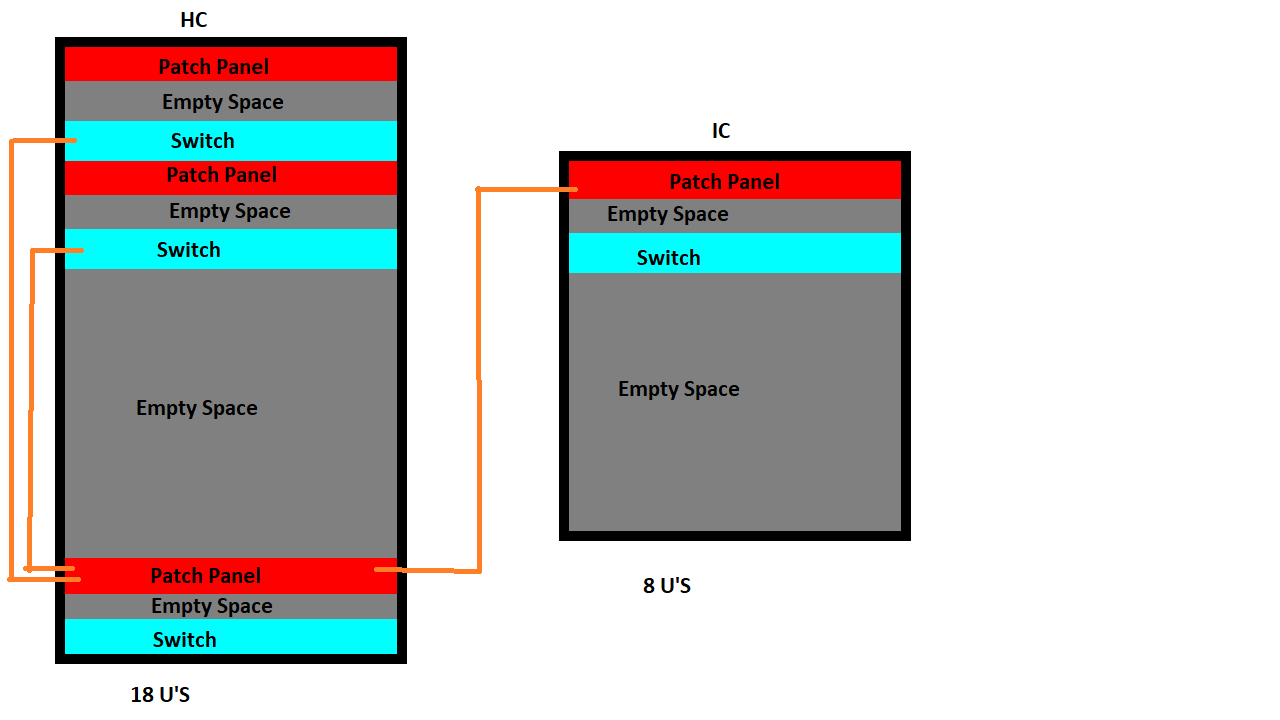 HC
Patch Panel
Empty Space
Switch
Patch Panel
Empty Space
Switch
Empty Space
Patch Panel
Empty Space
Switch
18 U'S
IC
Patch Panel
Empty Space
Switch
Empty Space
8 U'S